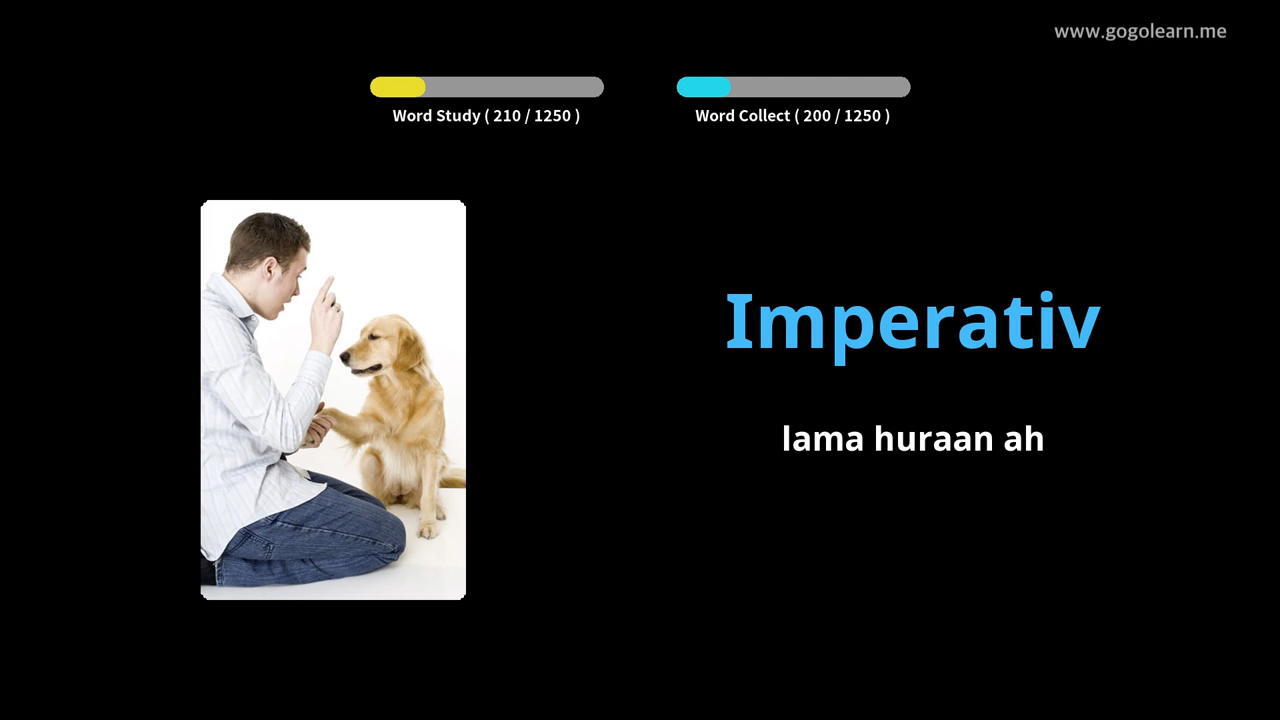 www.gogolearn.me
Word Study ( 210 / 1250 )
Word Collect ( 200 / 1250 )
Imperativ
lama huraan ah